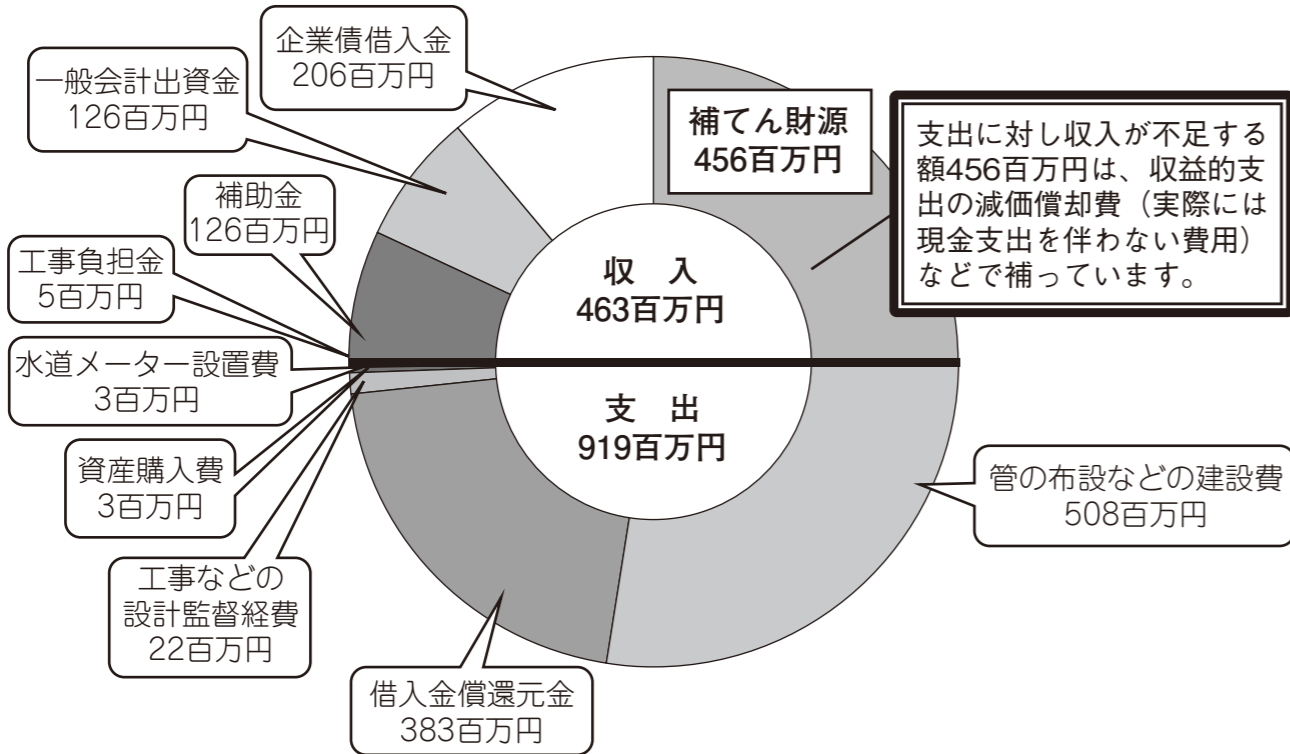 企業債借入金
206百万円
一般会計出資金
126百万円
補助金
126百万円
工事負担金
5百万円
補てん財源
456百万円
支出に対し収入が不足する
額456百万円は、収益的支
出の減価償却費（実際には
現金支出を伴わない費用）
などで補っています。
収　入
463百万円
支　出
919百万円
水道メーター設置費
3百万円
資産購入費
3百万円
工事などの
設計監督経費
22百万円
借入金償還元金
383百万円
管の布設などの建設費
508百万円